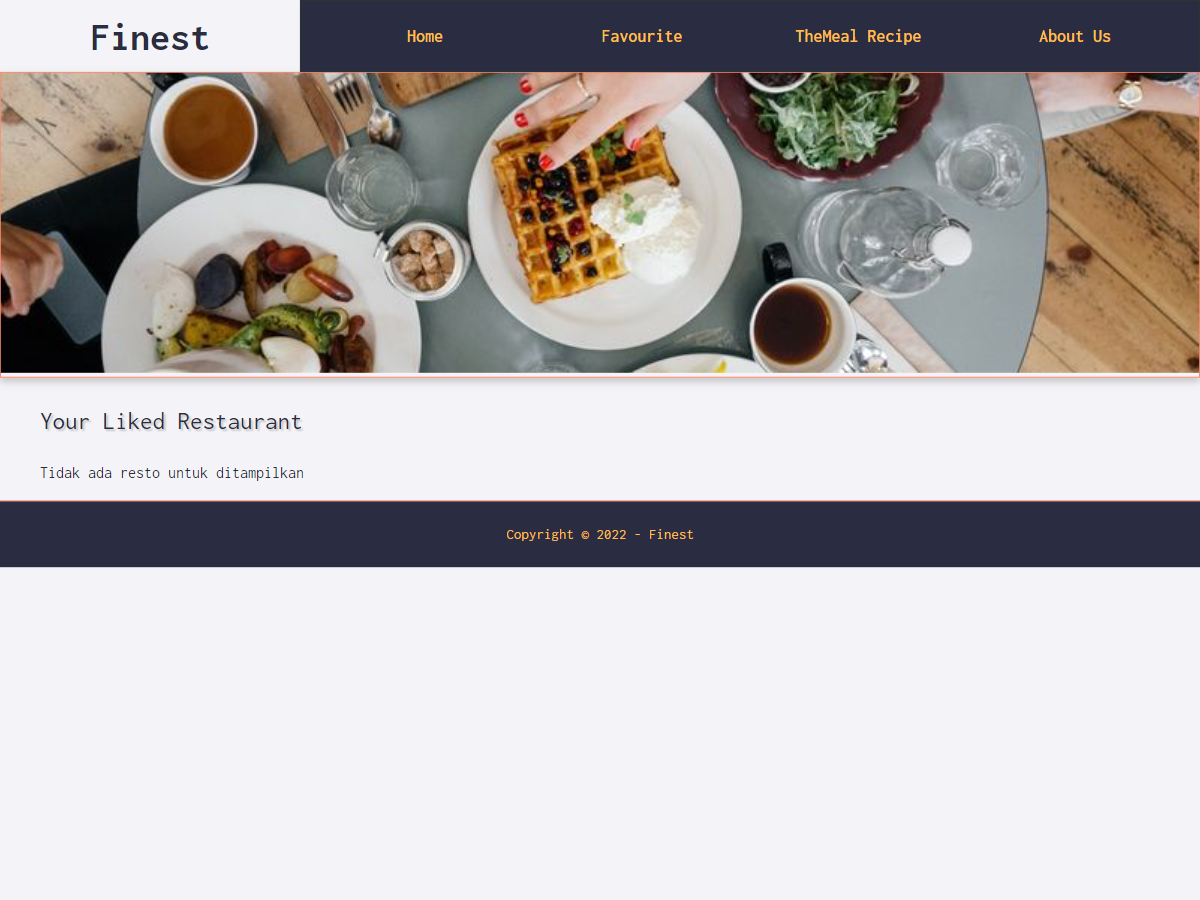 Finest
Home
Favourite
TheMeal Recipe
About Us
Your Liked Restaurant
Tidak ada resto untuk ditampilkan
Copyright © 2022 - Finest